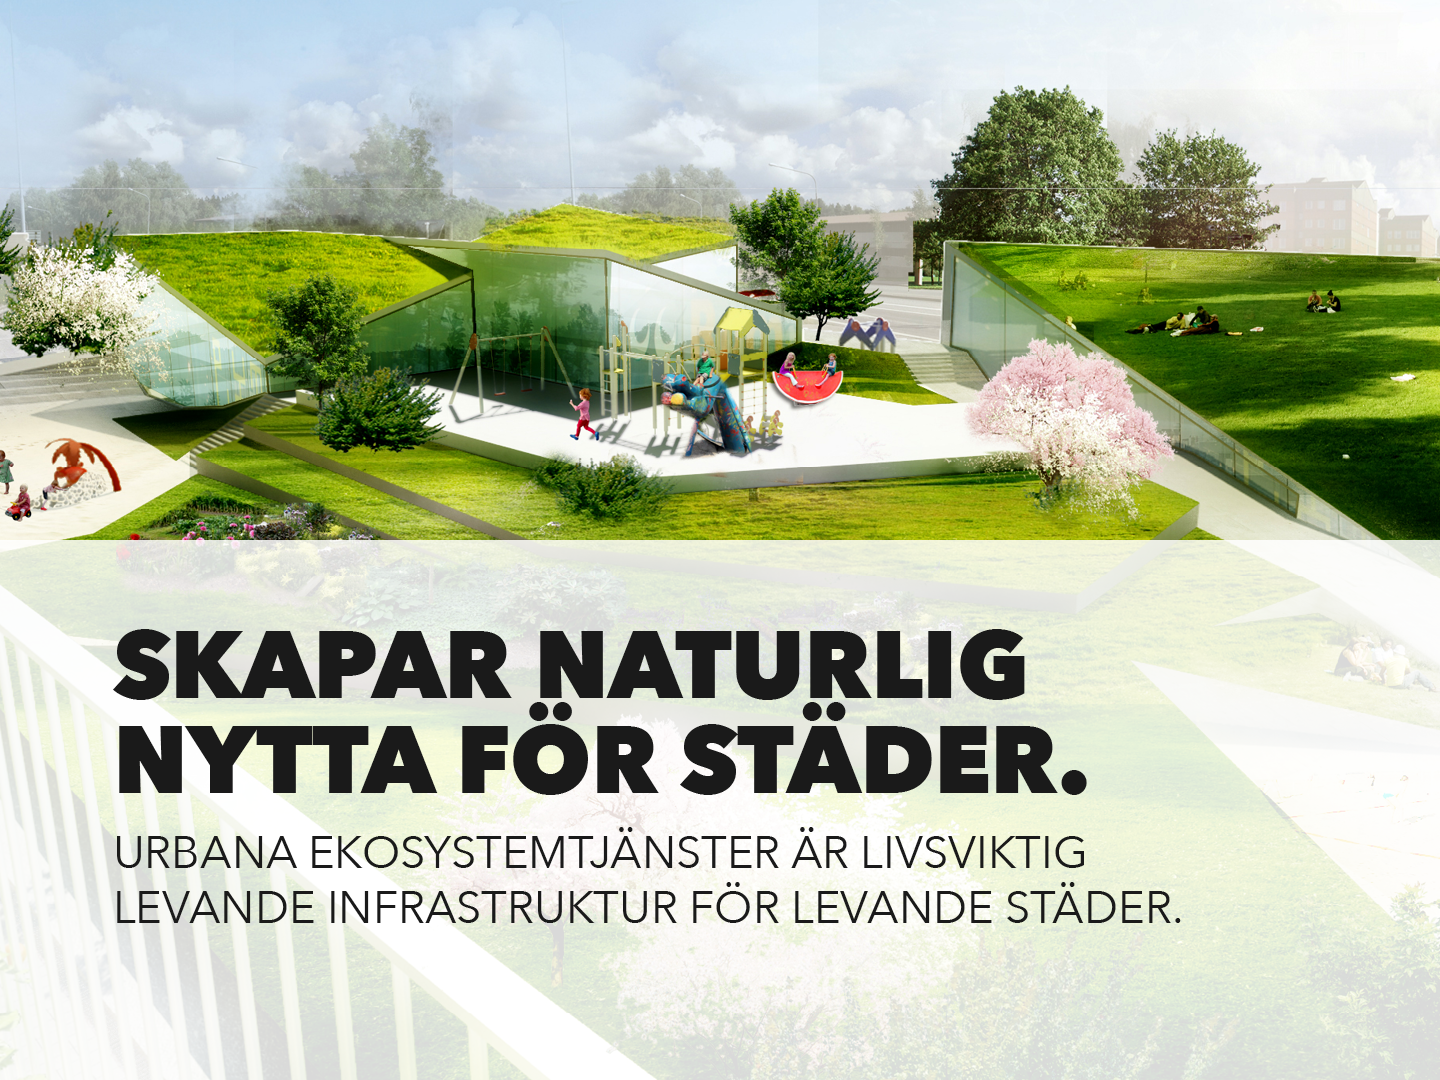 SKAPAR NATURLIG
NYTTA FÖR STÄDER.
URBANA EKOSYSTEMTJÄNSTER ÄR LIVSVIKTIG
LEVANDE INFRASTRUKTUR FÖR LEVANDE STÄDER.